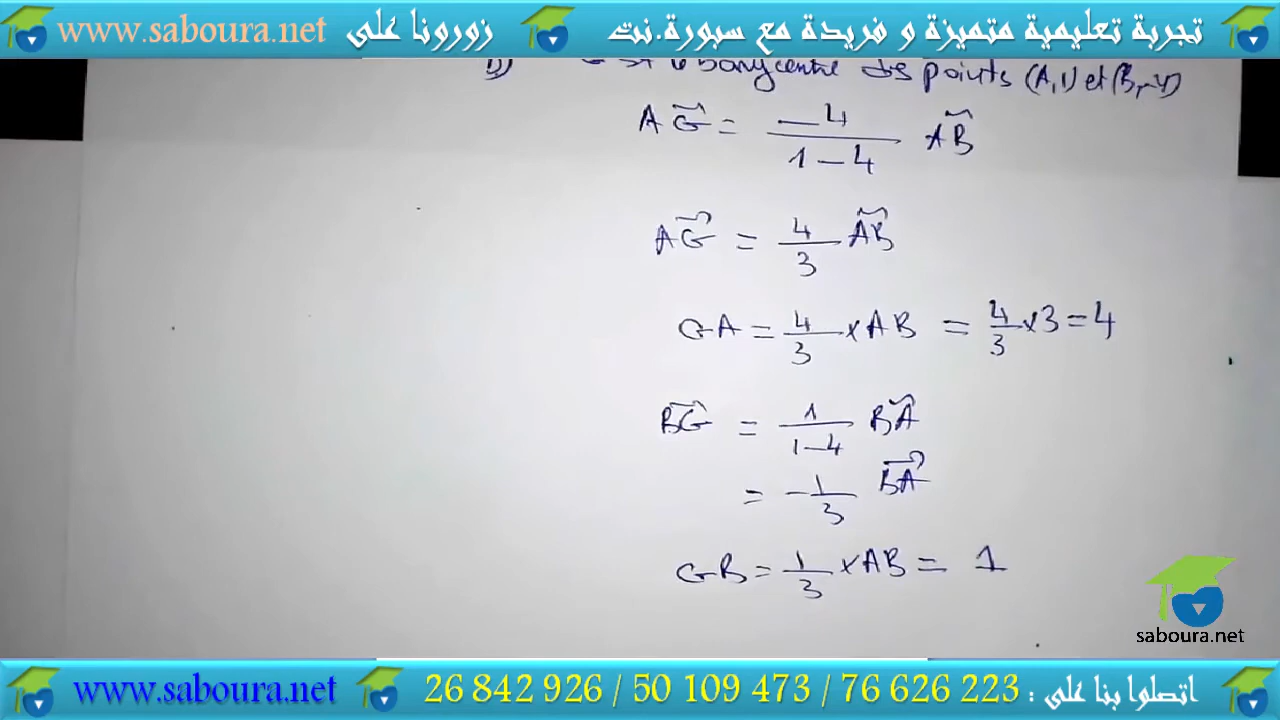 www.saboura.net زورونا على تجربة تعليمية متميزة و فريدة مع سبورة.نت
barycentre des points (A,1) et (B,-4)
AG = -4/(1-4) AB
AG = 4/3 AB
GA = 4/3 × AB = 4/3 × 3 = 4
BG = 1/(1-4) BA
= -1/3 BA
GB = 1/3 × AB = 1
saboura.net
www.saboura.net 26 842 926 / 50 109 473 / 76 626 223 : اتصلوا بنا على